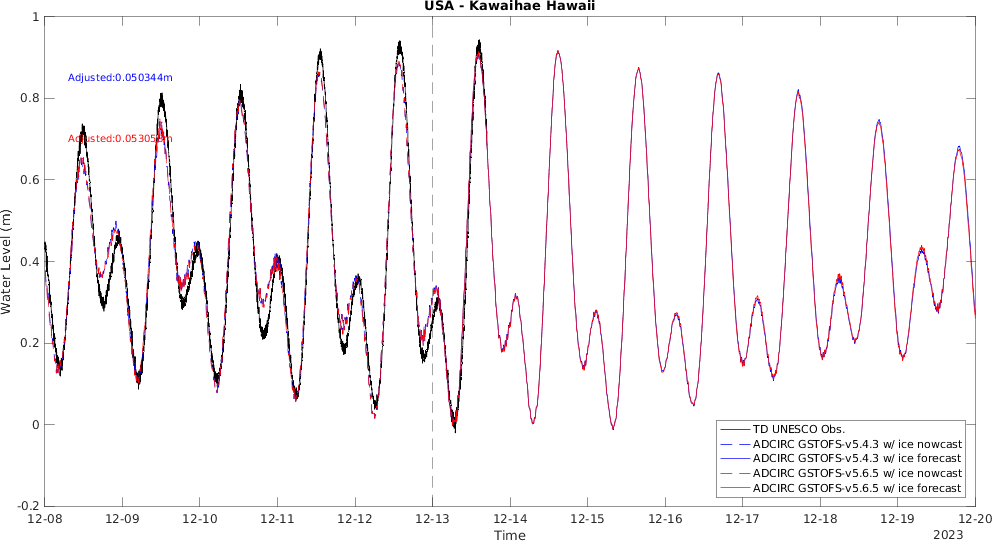 USA - Kawaihae Hawaii
Adjusted:0.050344m
Water Level (m)
1
0.8
0.6
0.4
0.2
0
-0.2
12-08 12-09 12-10 12-11 12-12 12-13 12-14 12-15 12-16 12-17 12-18 12-19 12-20
Time
2023
TD UNESCO Obs.
ADCIRC GSTOFS-v5.4.3 w/ ice nowcast
ADCIRC GSTOFS-v5.4.3 w/ ice forecast
ADCIRC GSTOFS-v5.6.5 w/ ice nowcast
ADCIRC GSTOFS-v5.6.5 w/ ice forecast